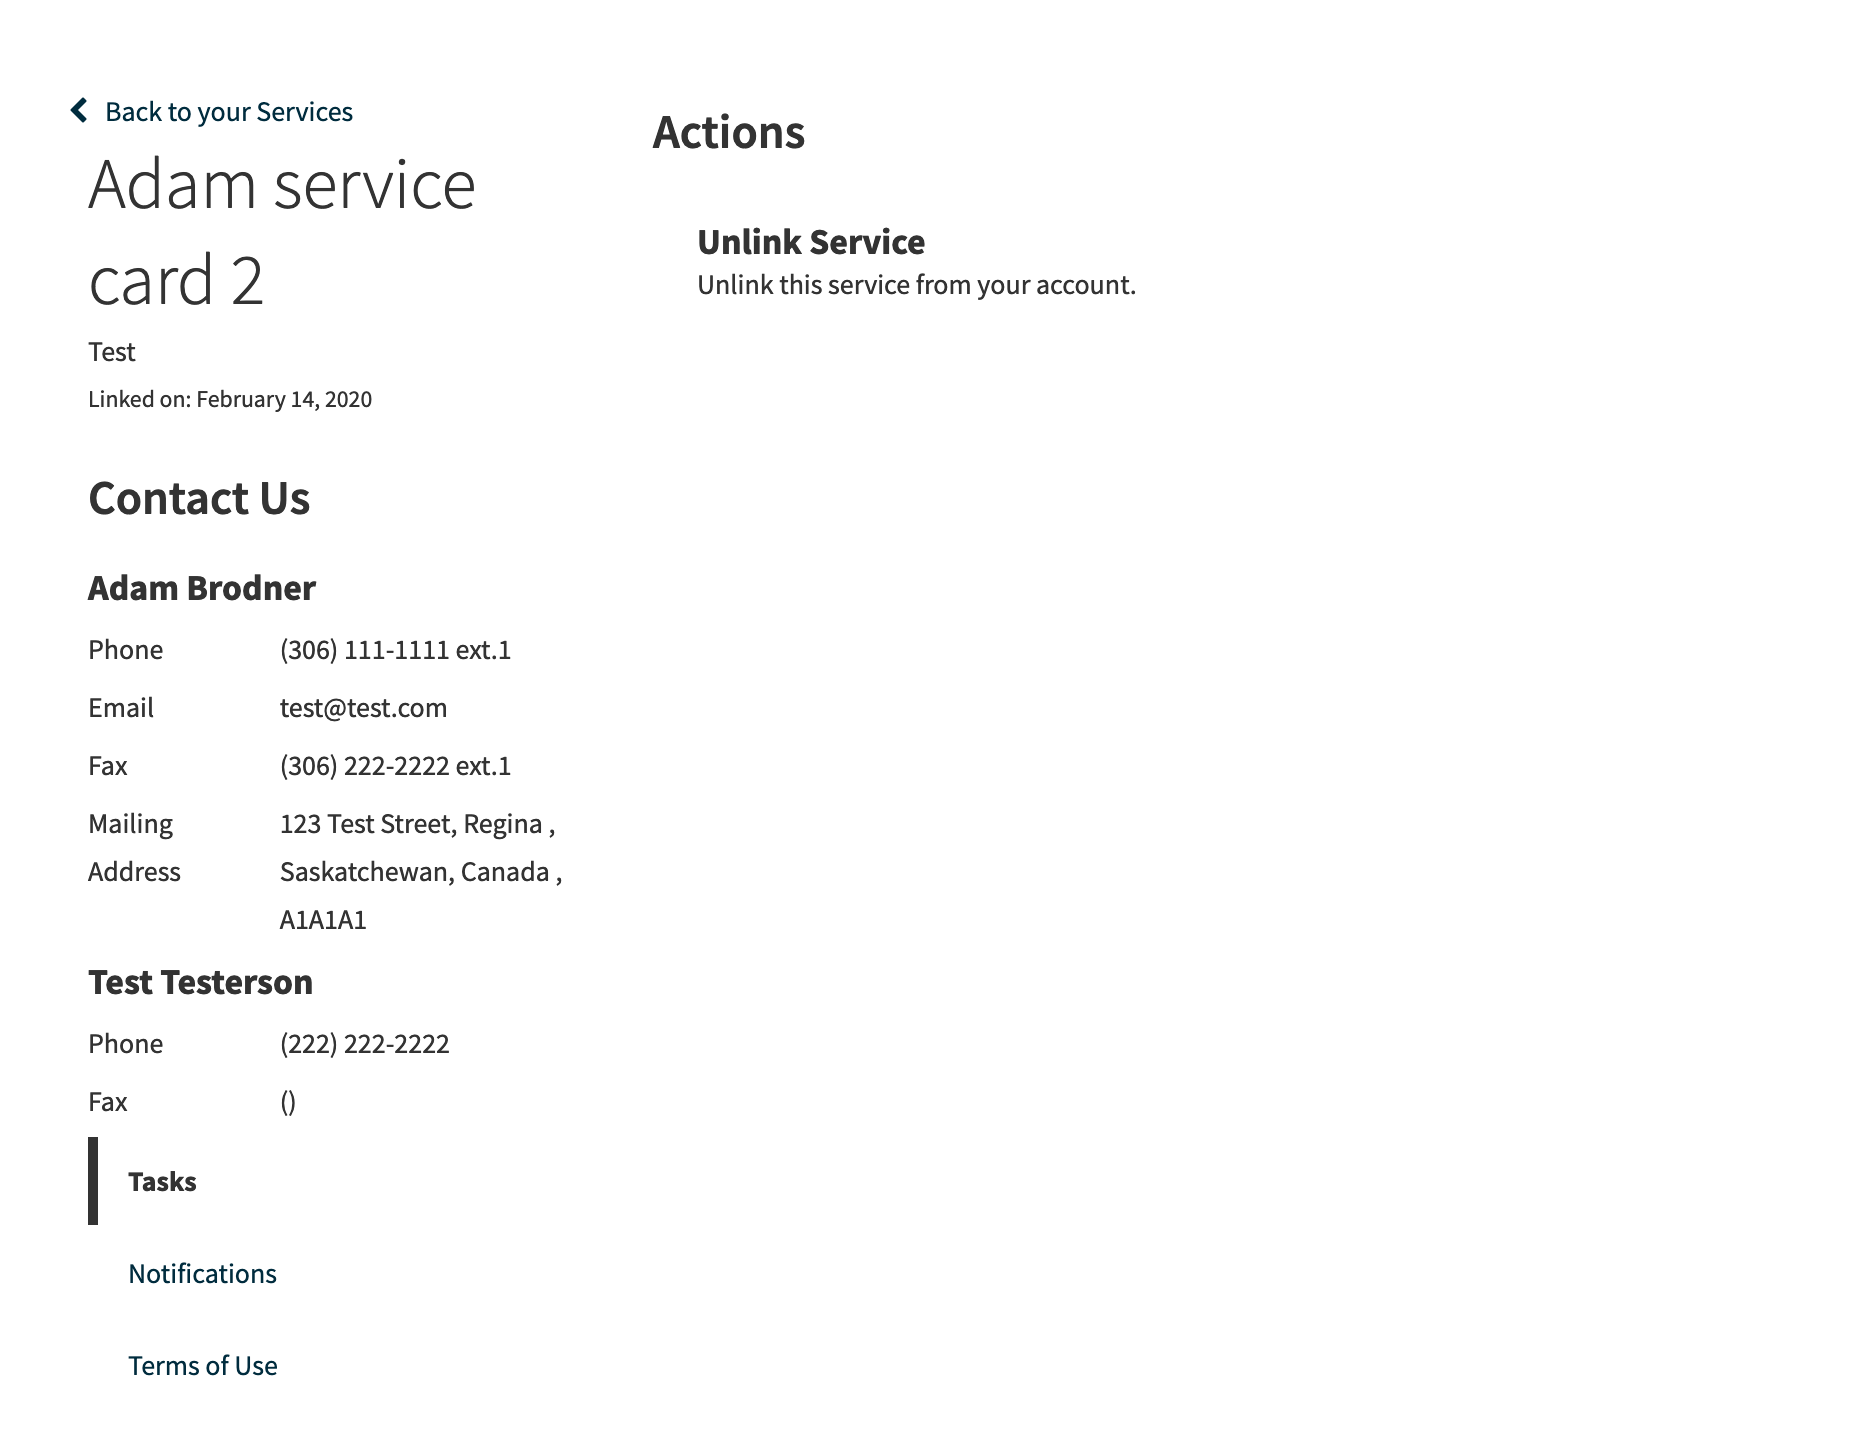 Back to your Services
Adam service
card 2
Test
Linked on: February 14, 2020
Contact Us
Adam Brodner
Phone (306) 111-1111 ext.1
Email test@test.com
Fax (306) 222-2222 ext.1
Mailing 123 Test Street, Regina ,
Address Saskatchewan, Canada ,
A1A1A1
Test Testerson
Phone (222) 222-2222
Fax ()
Tasks
Notifications
Terms of Use
Actions
Unlink Service
Unlink this service from your account.